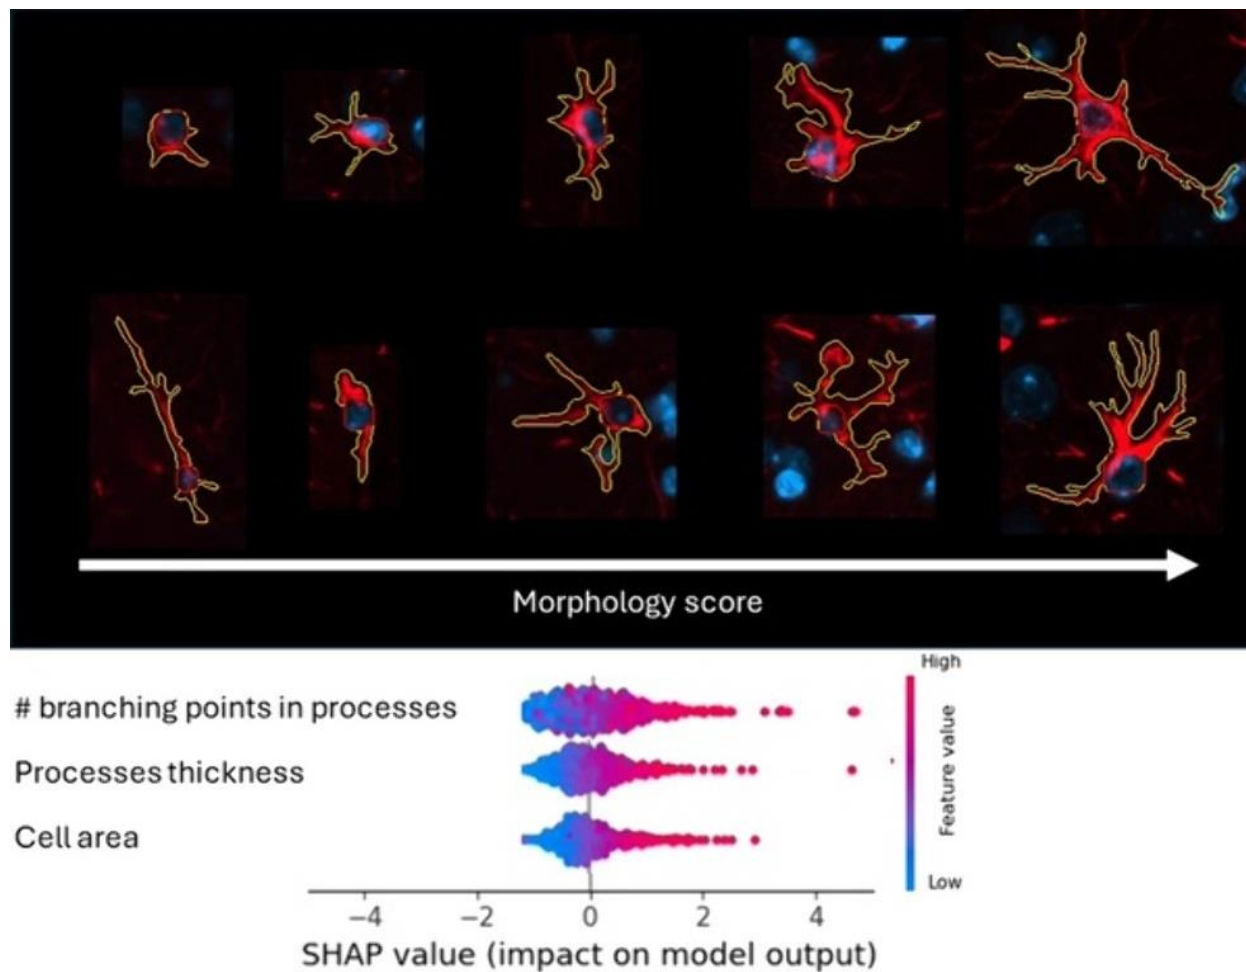 Morphology score
High
# branching points in processes
Processes thickness
Feature value
Cell area
Low
−4 −2 0 2 4
SHAP value (impact on model output)